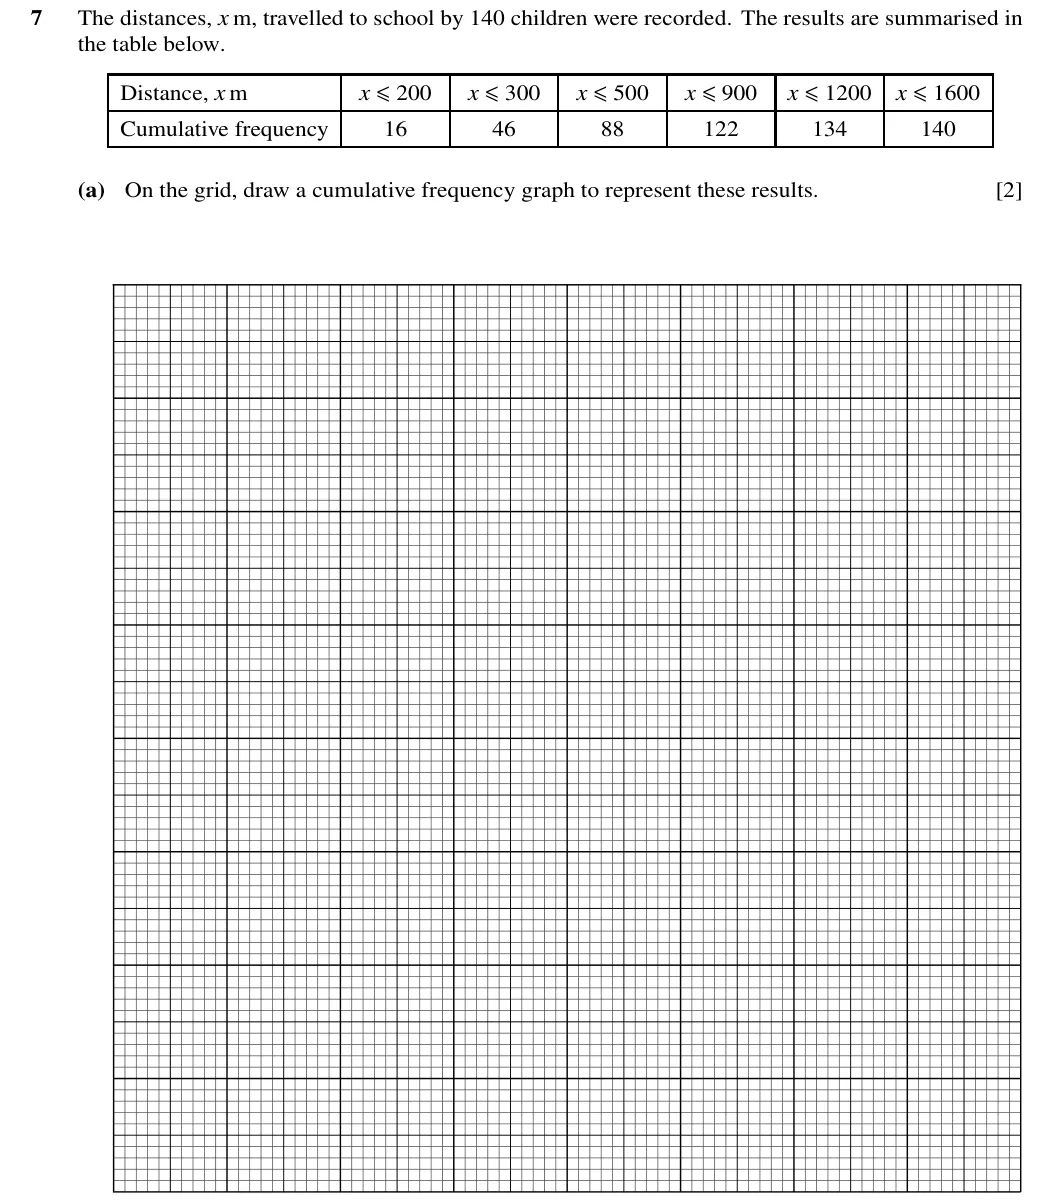 7 The distances, x m, travelled to school by 140 children were recorded. The results are summarised in
the table below.
Distance, x m x ⩽ 200 x ⩽ 300 x ⩽ 500 x ⩽ 900 x ⩽ 1200 x ⩽ 1600
Cumulative frequency 16 46 88 122 134 140
(a) On the grid, draw a cumulative frequency graph to represent these results. [2]